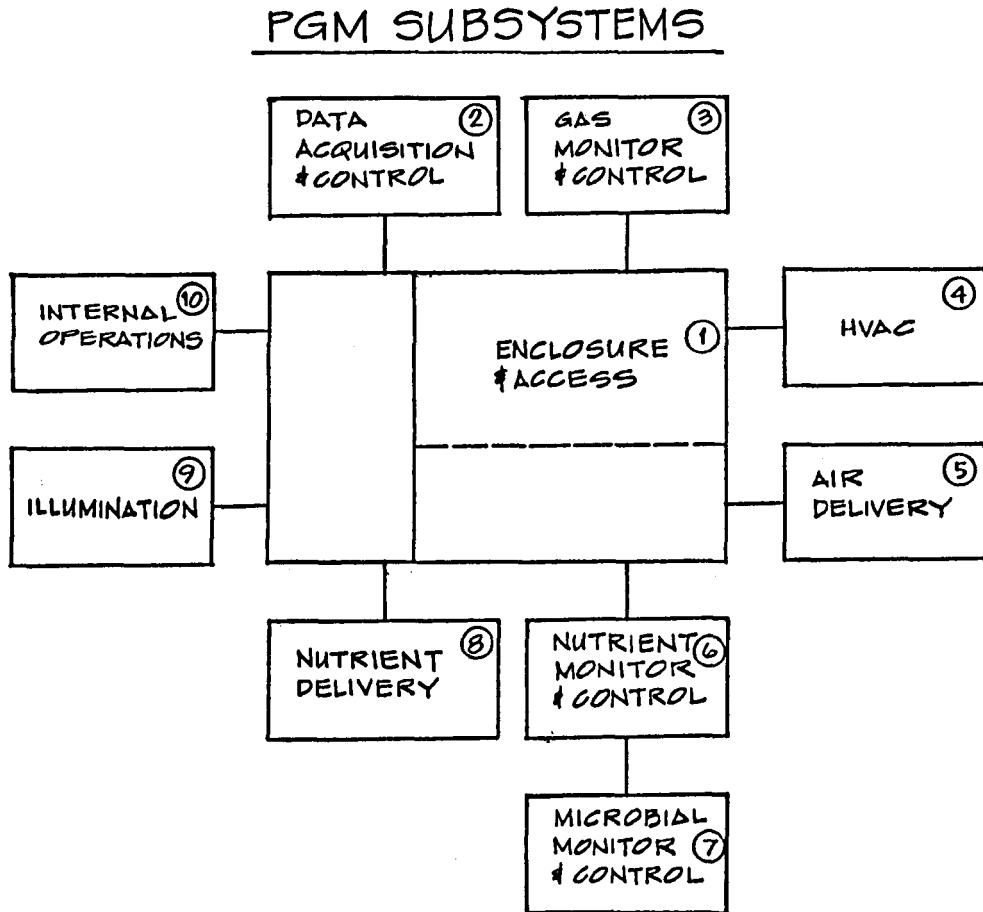 PGM SUBSYSTEMS
DATA ②
ACQUISITION
& CONTROL
GAS ③
MONITOR
& CONTROL
INTERNAL ⑩
OPERATIONS
ENCLOSURE ①
& ACCESS
④
HVAC
⑨
ILLUMINATION
AIR ⑤
DELIVERY
⑧
NUTRIENT
DELIVERY
NUTRIENT ⑥
MONITOR
& CONTROL
MICROBIAL
MONITOR ⑦
& CONTROL